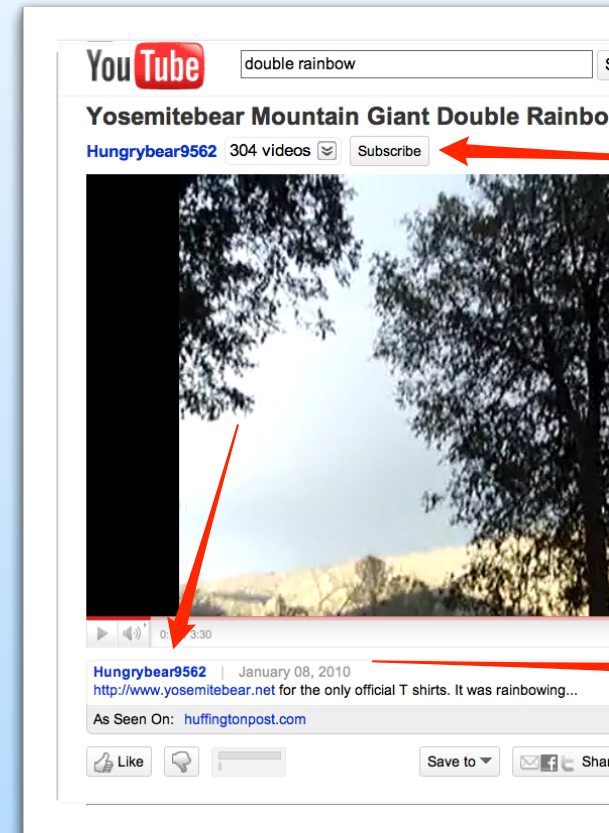 You Tube
double rainbow
S
Yosemitebear Mountain Giant Double Rainbo
Hungrybear9562 304 videos Subscribe
3:30
Hungrybear9562 | January 08, 2010
http://www.yosemitebear.net for the only official T shirts. It was rainbowing...
As Seen On: huffingtonpost.com
Like Save to Shar